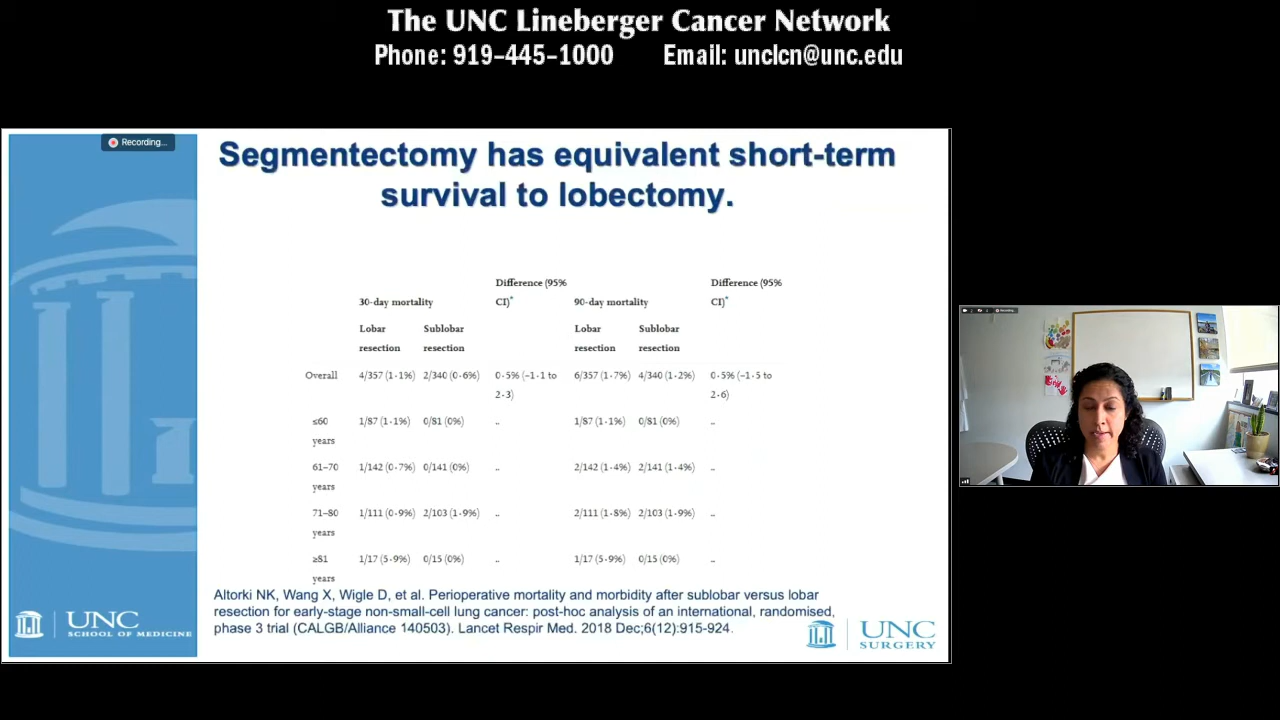 The UNC Lineberger Cancer Network
Phone: 919-445-1000 Email: unclcn@unc.edu
Recording...
Segmentectomy has equivalent short-term
survival to lobectomy.
Difference (95% Difference (95%
30-day mortality CI)* 90-day mortality CI)*
Lobar Sublobar Lobar Sublobar
resection resection resection resection
Overall 4/357 (1·1%) 2/340 (0·6%) 0·5% (−1·1 to 6/357 (1·7%) 4/340 (1·2%) 0·5% (−1·5 to
2·3) 2·6)
≤60 1/87 (1·1%) 0/81 (0%) .. 1/87 (1·1%) 0/81 (0%) ..
years
61–70 1/142 (0·7%) 0/141 (0%) .. 2/142 (1·4%) 2/141 (1·4%) ..
years
71–80 1/111 (0·9%) 2/103 (1·9%) .. 2/111 (1·8%) 2/103 (1·9%) ..
years
≥81 1/17 (5·9%) 0/15 (0%) .. 1/17 (5·9%) 0/15 (0%) ..
years
Altorki NK, Wang X, Wigle D, et al. Perioperative mortality and morbidity after sublobar versus lobar
resection for early-stage non-small-cell lung cancer: post-hoc analysis of an international, randomised,
phase 3 trial (CALGB/Alliance 140503). Lancet Respir Med. 2018 Dec;6(12):915-924.
UNC
SCHOOL OF MEDICINE
UNC
SURGERY